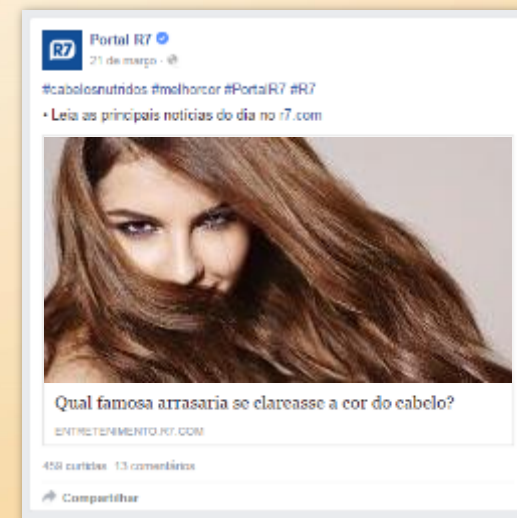 R7
Portal R7
21 de março ·
#cabelosnutridos #melhorcor #PortalR7 #R7
• Leia as principais notícias do dia no r7.com
Qual famosa arrasaria se clareasse a cor do cabelo?
ENTRETENIMENTO.R7.COM
459 curtidas 13 comentários
Compartilhar